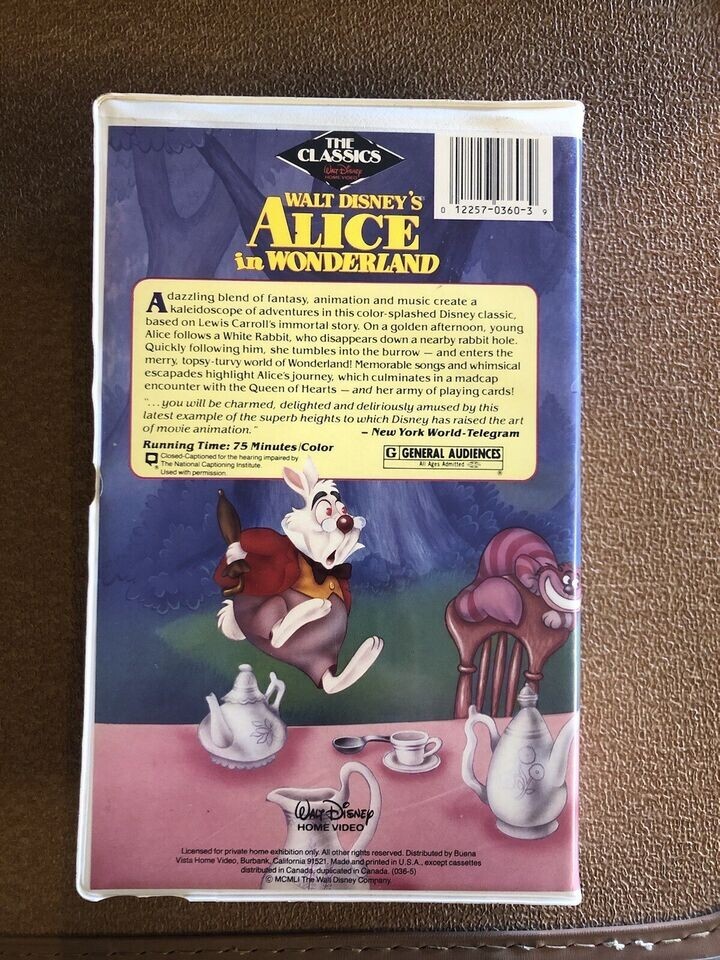 THE
CLASSICS
Walt Disney
HOME VIDEO
0 12257-0360-3 9
WALT DISNEY'S
ALICE
in WONDERLAND
A dazzling blend of fantasy, animation and music create a
kaleidoscope of adventures in this color-splashed Disney classic,
based on Lewis Carroll's immortal story. On a golden afternoon, young
Alice follows a White Rabbit, who disappears down a nearby rabbit hole.
Quickly following him, she tumbles into the burrow — and enters the
merry, topsy-turvy world of Wonderland! Memorable songs and whimsical
escapades highlight Alice's journey, which culminates in a madcap
encounter with the Queen of Hearts — and her army of playing cards!
"... you will be charmed, delighted and deliriously amused by this
latest example of the superb heights to which Disney has raised the art
of movie animation."
– New York World-Telegram
Running Time: 75 Minutes/Color
Closed-Captioned for the hearing impaired by
The National Captioning Institute.
Used with permission.
G GENERAL AUDIENCES
All Ages Admitted
®
Walt Disney
HOME VIDEO
Licensed for private home exhibition only. All other rights reserved. Distributed by Buena
Vista Home Video, Burbank, California 91521. Made and printed in U.S.A., except cassettes
distributed in Canada, duplicated in Canada. (036-5)
© MCMLI The Walt Disney Company.